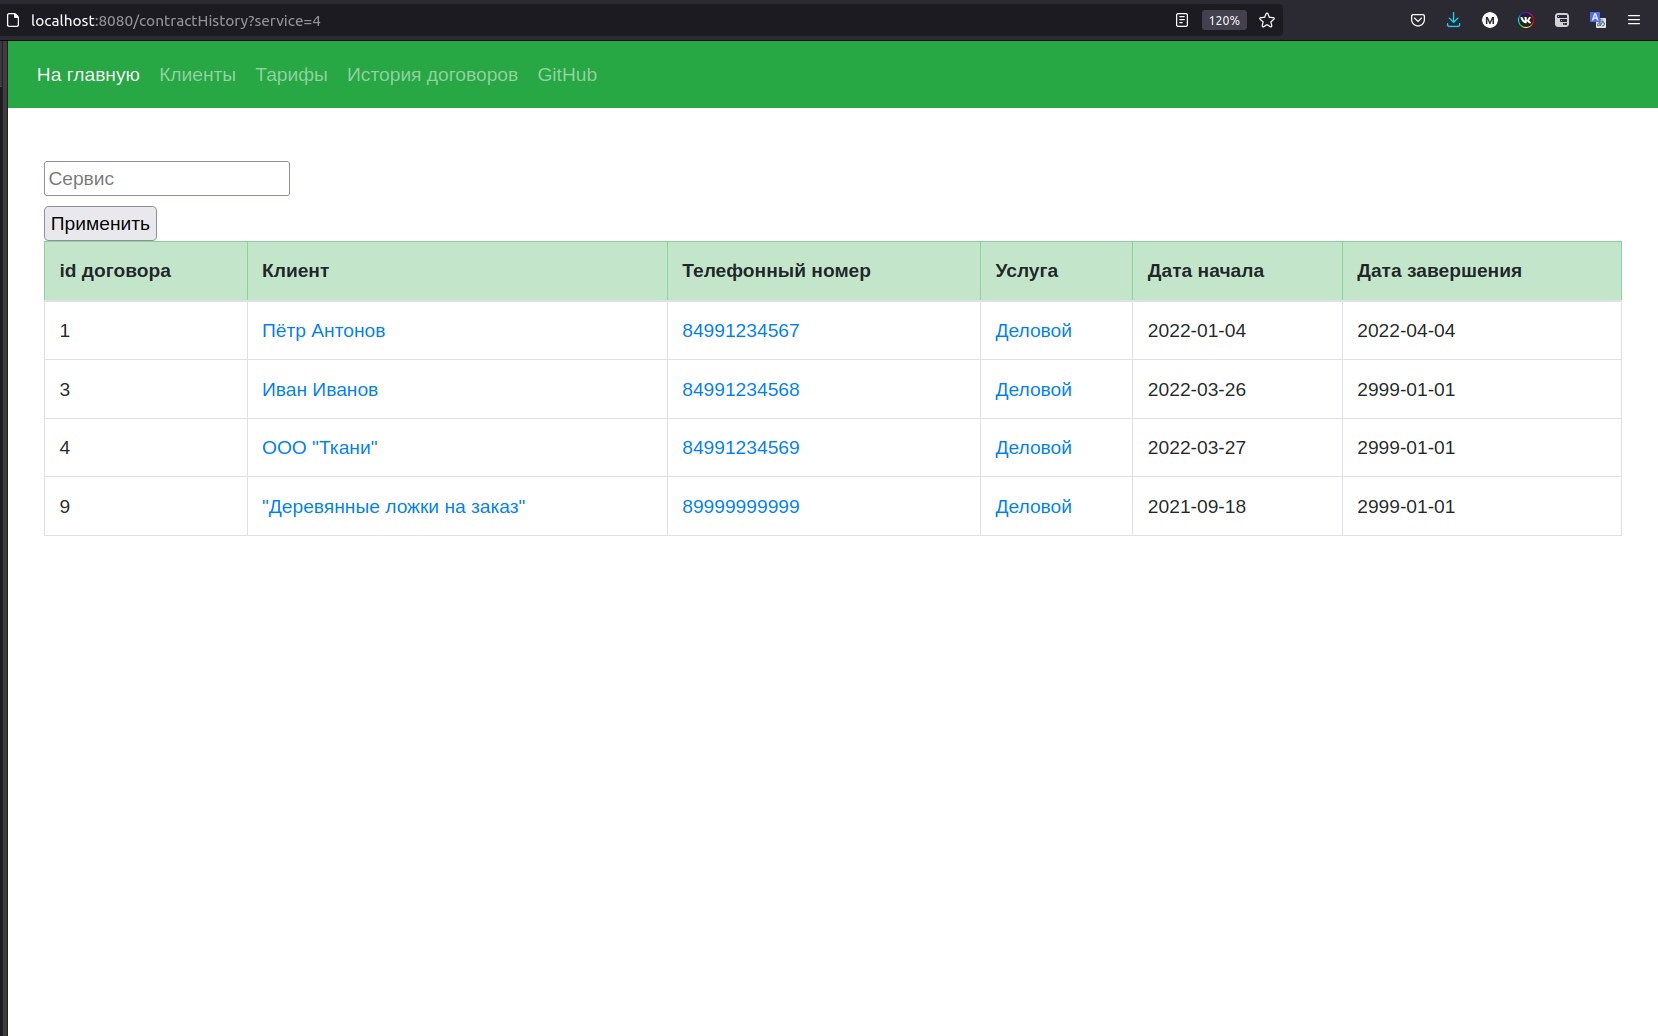 localhost:8080/contractHistory?service=4 120%
На главную Клиенты Тарифы История договоров GitHub
Сервис
Применить
id договора Клиент Телефонный номер Услуга Дата начала Дата завершения
1 Пётр Антонов 84991234567 Деловой 2022-01-04 2022-04-04
3 Иван Иванов 84991234568 Деловой 2022-03-26 2999-01-01
4 ООО "Ткани" 84991234569 Деловой 2022-03-27 2999-01-01
9 "Деревянные ложки на заказ" 89999999999 Деловой 2021-09-18 2999-01-01